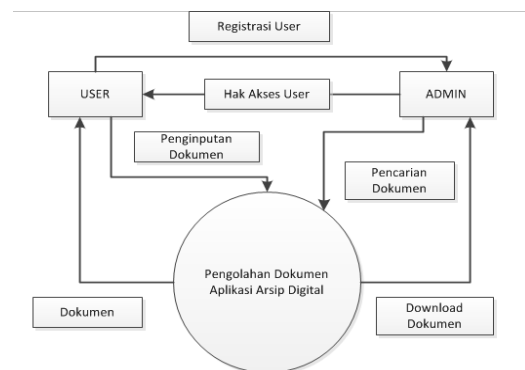 Registrasi User
USER
Hak Akses User
ADMIN
Penginputan
Dokumen
Pencarian
Dokumen
Pengolahan Dokumen
Aplikasi Arsip Digital
Dokumen
Download
Dokumen